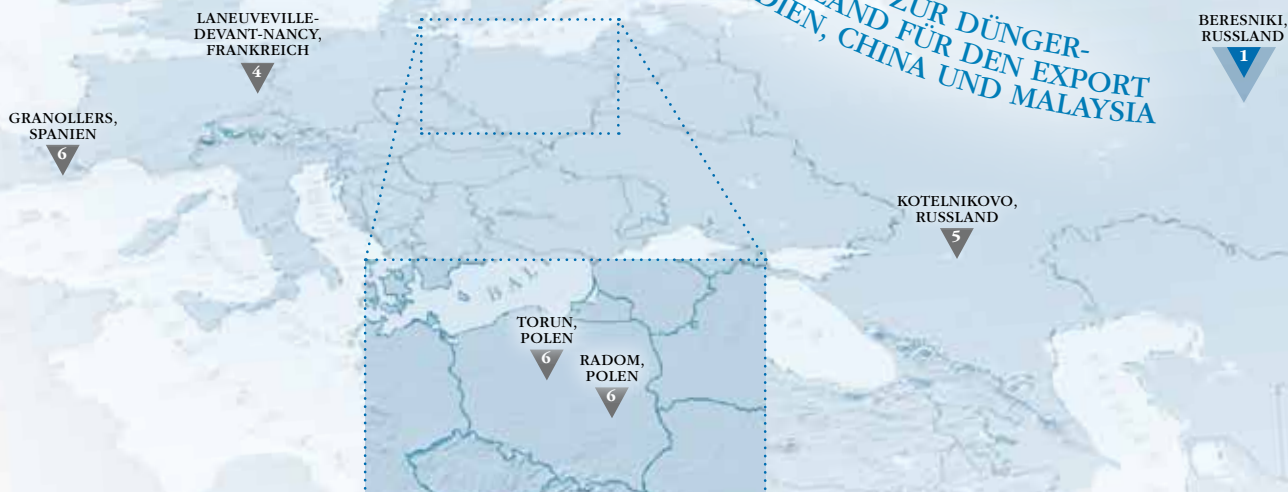 LANEUVEVILLE-
DEVANT-NANCY,
FRANKREICH
4
ZUR DÜNGER-
LAND FÜR DEN EXPORT
DIEN, CHINA UND MALAYSIA
BERESNIKI,
RUSSLAND
1
GRANOLLERS,
SPANIEN
6
KOTELNIKOVO,
RUSSLAND
5
BAL
TORUN,
POLEN
6
RADOM,
POLEN
6